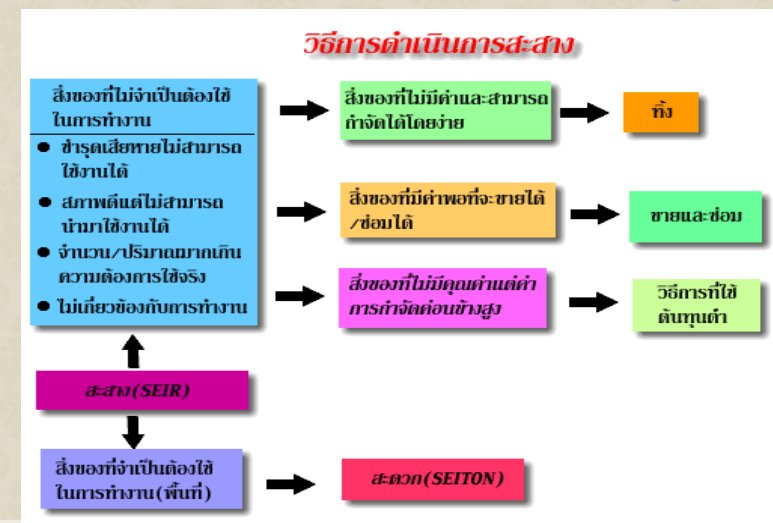 วิธีการดำเนินการสะสาง
สิ่งของที่ไม่จำเป็นต้องใช้
ในการทำงาน
● ชำรุดเสียหายไม่สามารถ
ใช้งานได้
● สภาพดีแต่ไม่สามารถ
นำมาใช้งานได้
● จำนวน/ปริมาณมากเกิน
ความต้องการใช้จริง
● ไม่เกี่ยวข้องกับการทำงาน
สิ่งของที่ไม่มีค่าและสามารถ
กำจัดได้โดยง่าย
ทิ้ง
สิ่งของที่มีค่าพอที่จะขายได้
/ซ่อมได้
ขายและซ่อม
สิ่งของที่ไม่มีคุณค่าแต่ค่า
การกำจัดค่อนข้างสูง
วิธีการที่ใช้
ต้นทุนต่ำ
สะสาง(SEIR)
สิ่งของที่จำเป็นต้องใช้
ในการทำงาน(พื้นที่)
สะดวก(SEITON)